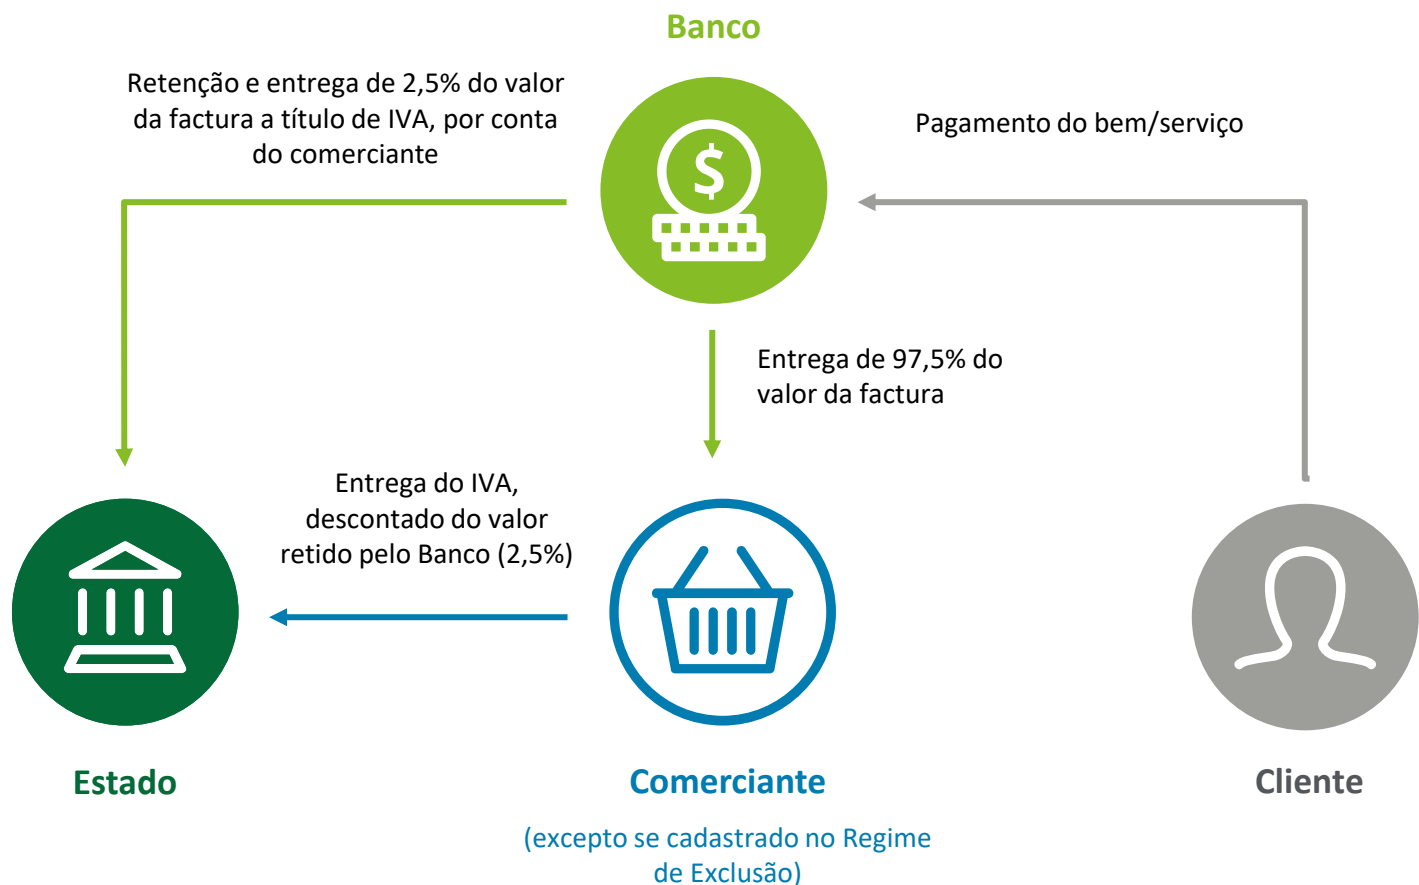 Banco
Retenção e entrega de 2,5% do valor
da factura a título de IVA, por conta
do comerciante
Pagamento do bem/serviço
$
Entrega de 97,5% do
valor da factura
Entrega do IVA,
descontado do valor
retido pelo Banco (2,5%)
Estado
Comerciante
(excepto se cadastrado no Regime
de Exclusão)
Cliente